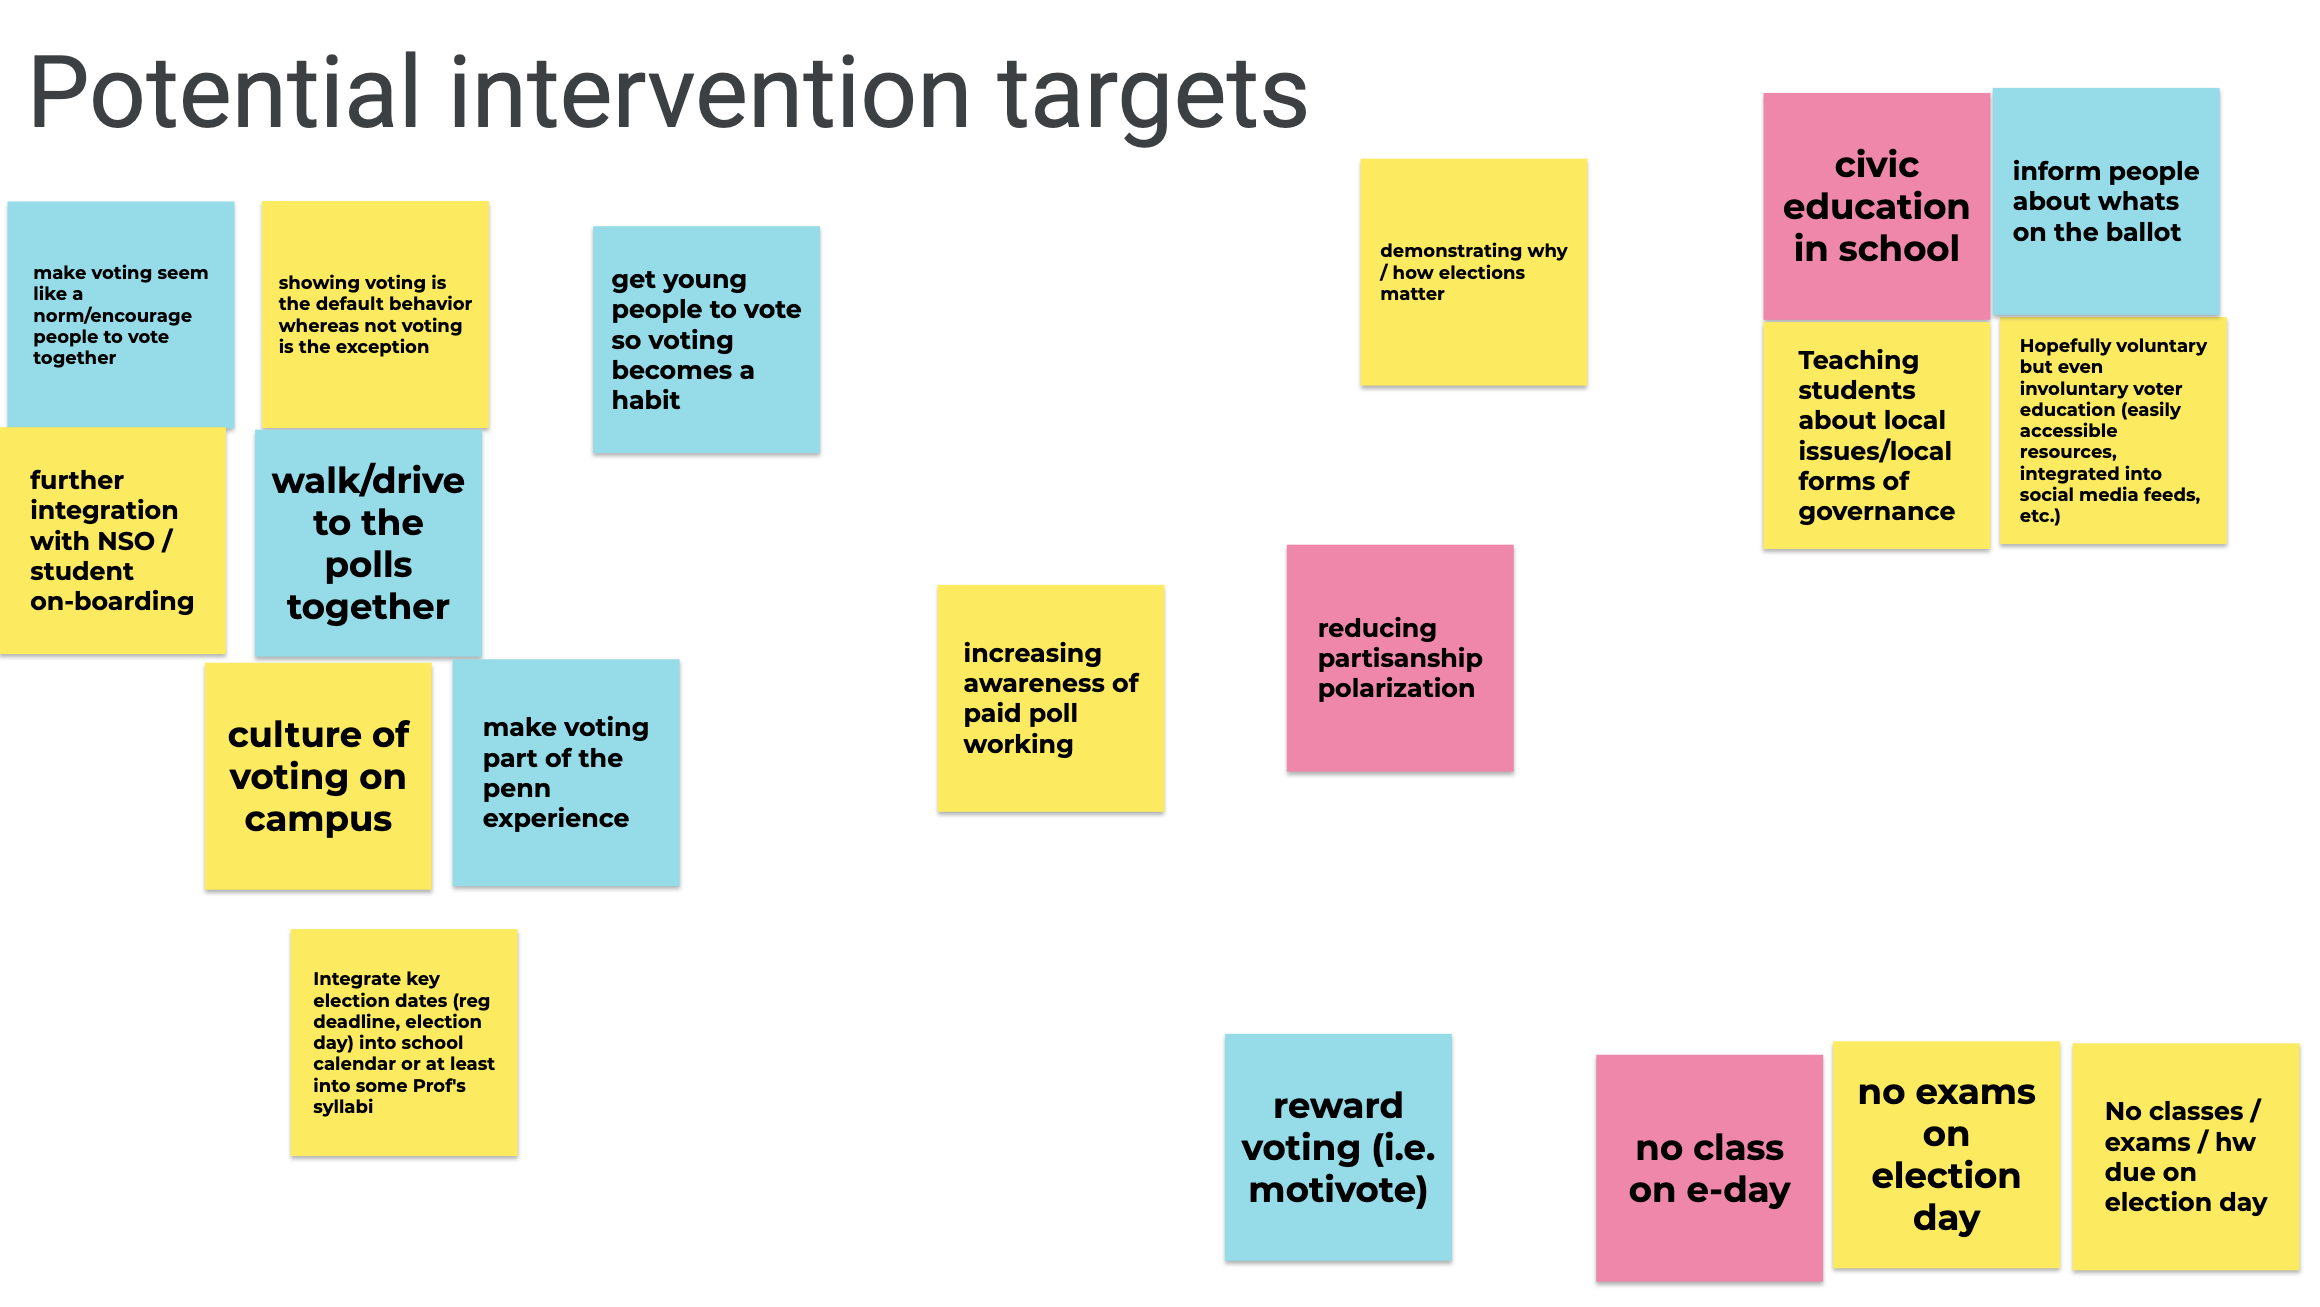 Potential intervention targets
make voting seem
like a
norm/encourage
people to vote
together
showing voting is
the default behavior
whereas not voting
is the exception
get young
people to vote
so voting
becomes a
habit
further
integration
with NSO /
student
on-boarding
walk/drive
to the
polls
together
culture of
voting on
campus
make voting
part of the
penn
experience
Integrate key
election dates (reg
deadline, election
day) into school
calendar or at least
into some Prof's
syllabi
increasing
awareness of
paid poll
working
demonstrating why
/ how elections
matter
reducing
partisanship
polarization
civic
education
in school
inform people
about whats
on the ballot
Teaching
students
about local
issues/local
forms of
governance
Hopefully voluntary
but even
involuntary voter
education (easily
accessible
resources,
integrated into
social media feeds,
etc.)
reward
voting (i.e.
motivote)
no class
on e-day
no exams
on
election
day
No classes /
exams / hw
due on
election day